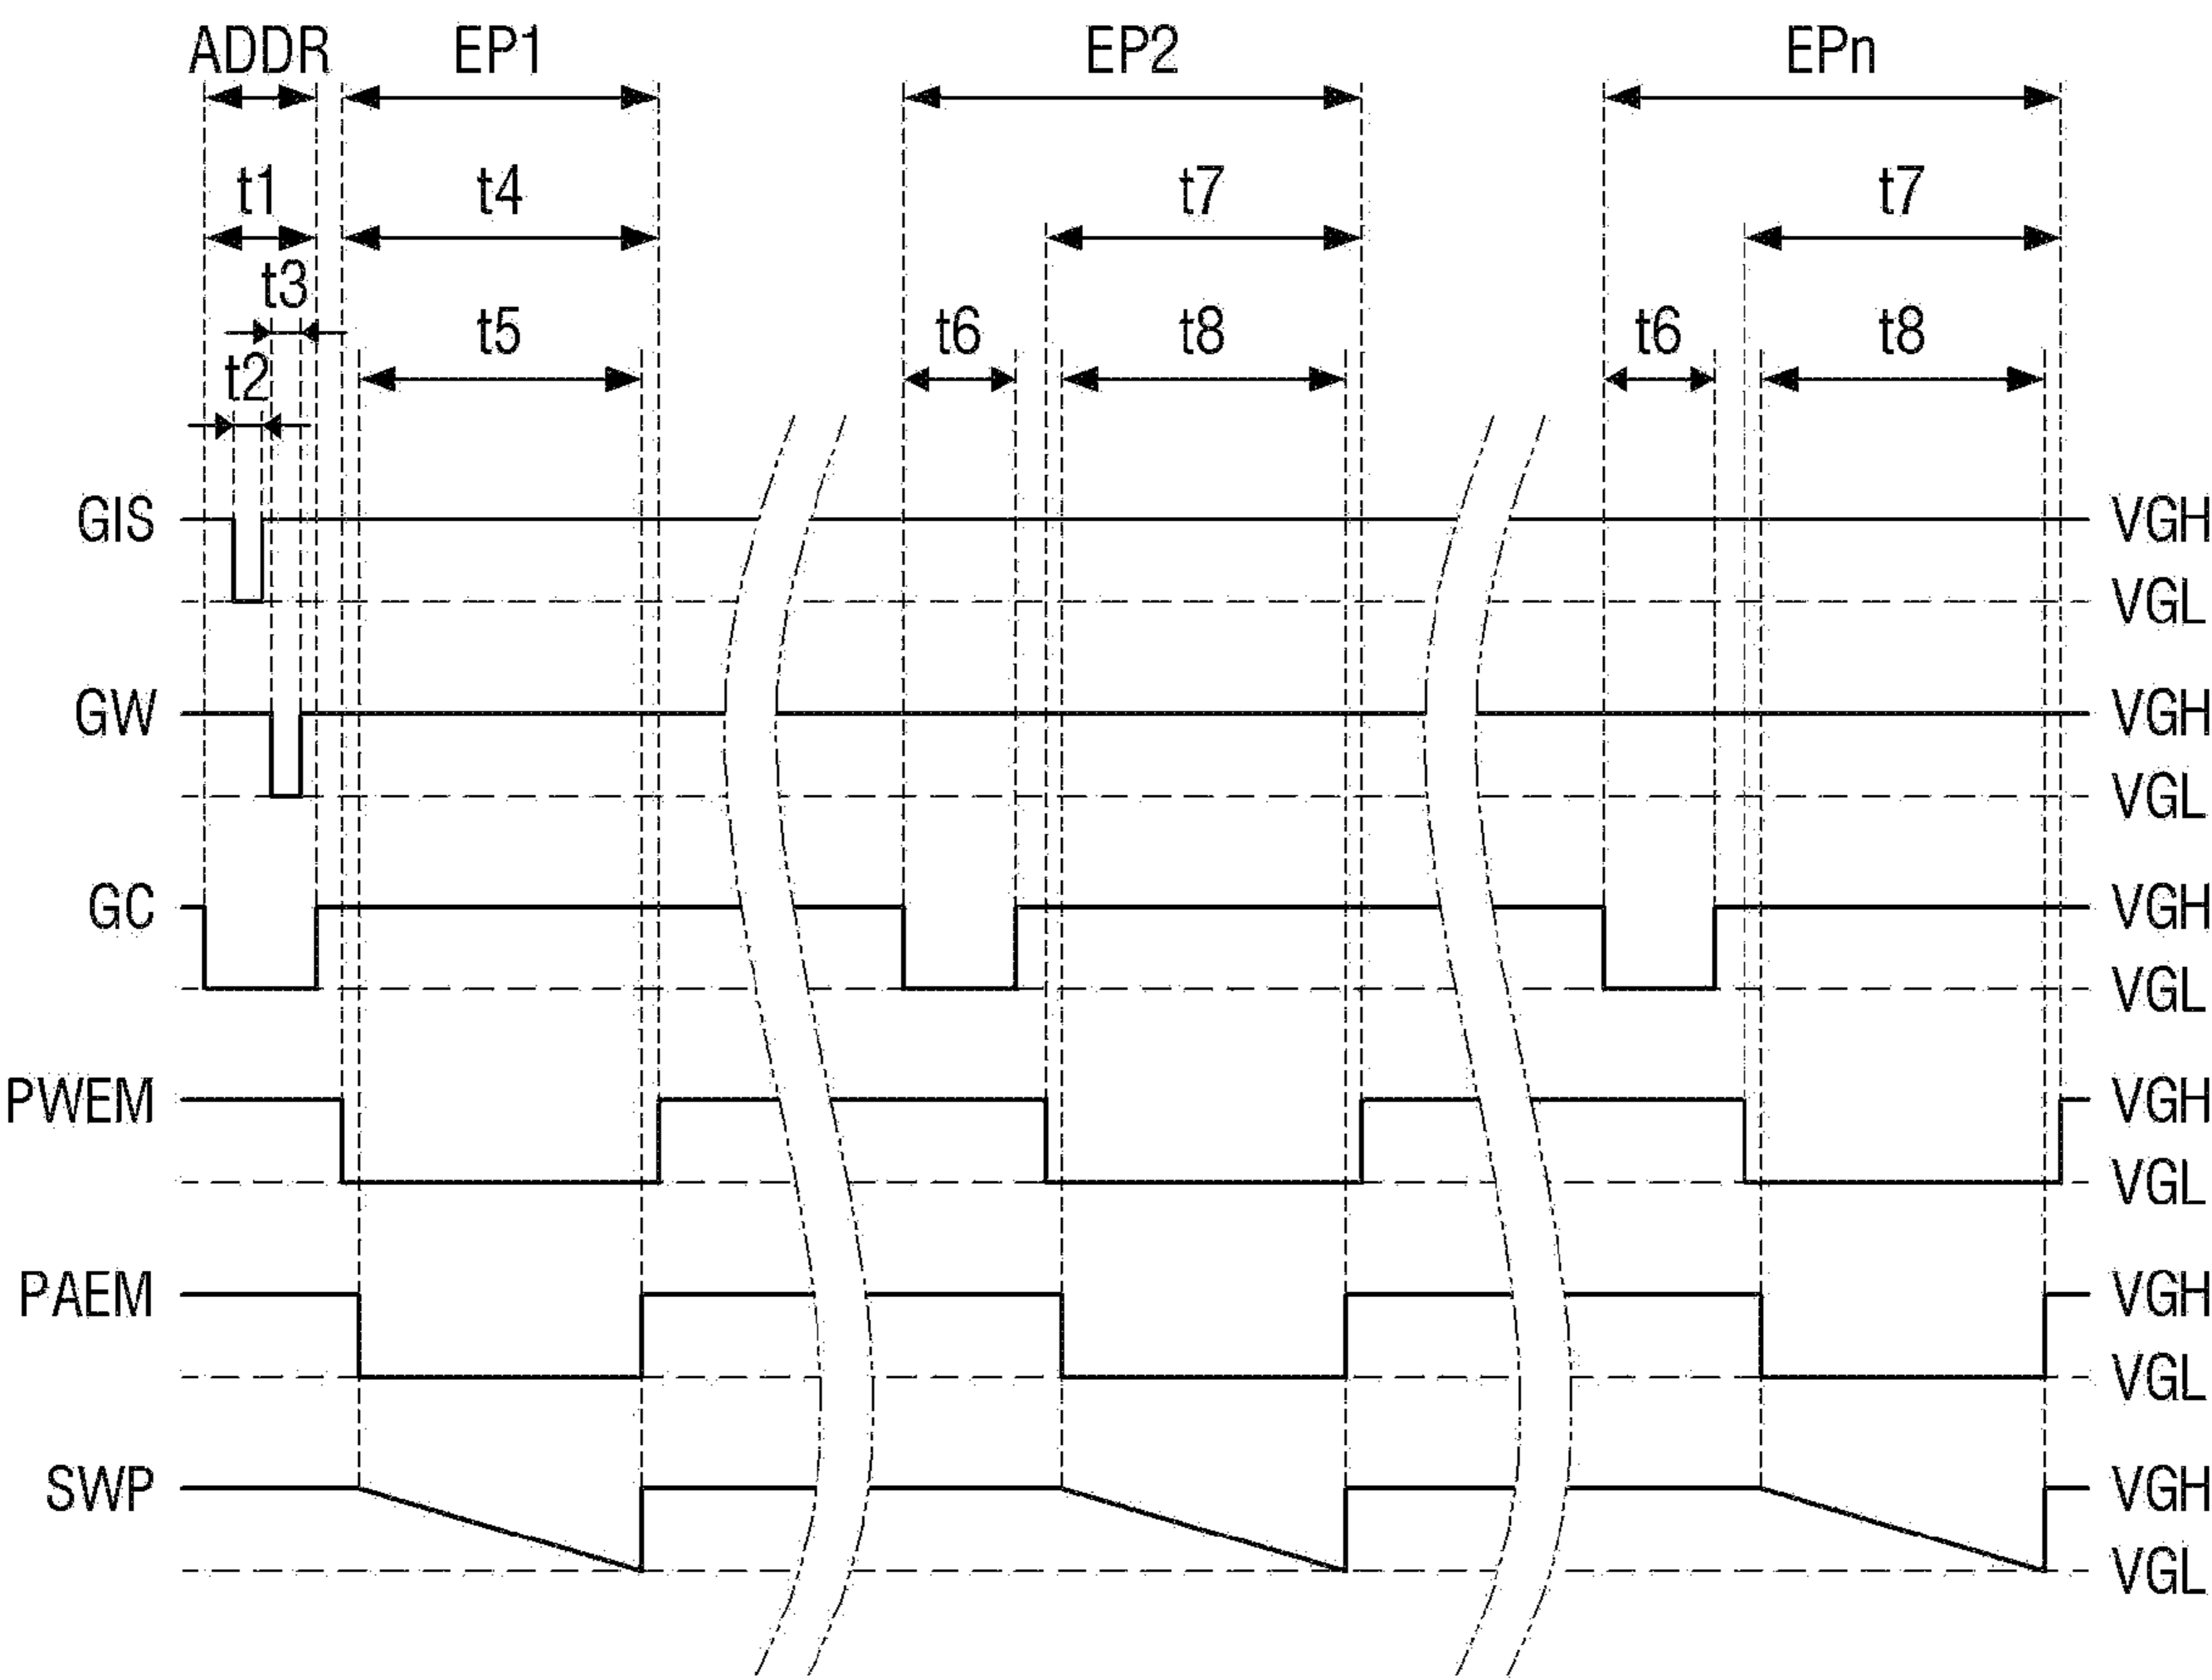 ADDR EP1 EP2 EPn
t1 t4 t7 t7
t3
t5 t6 t8 t6 t8
t2
GIS VGH
VGL
GW VGH
VGL
GC VGH
VGL
PWEM VGH
VGL
PAEM VGH
VGL
SWP VGH
VGL